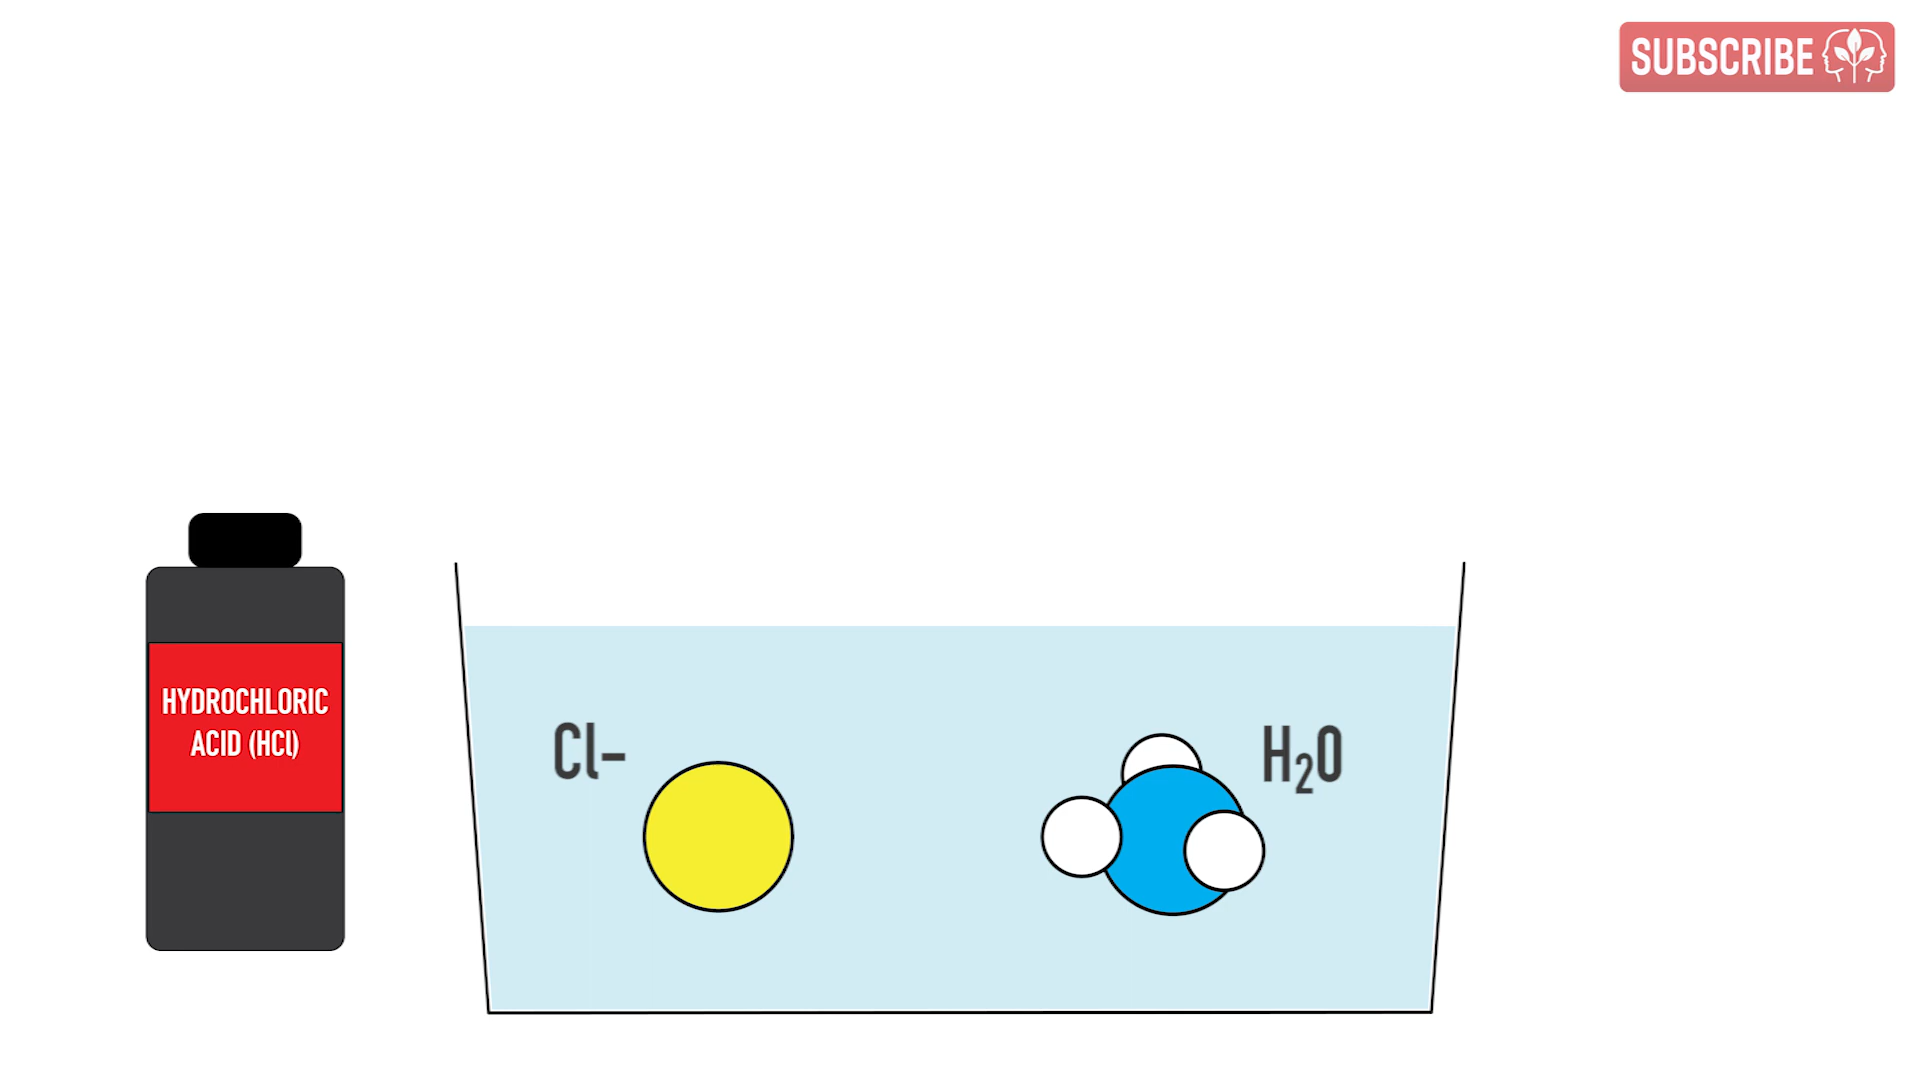 SUBSCRIBE
HYDROCHLORIC
ACID (HCl)
Cl-
H₂O